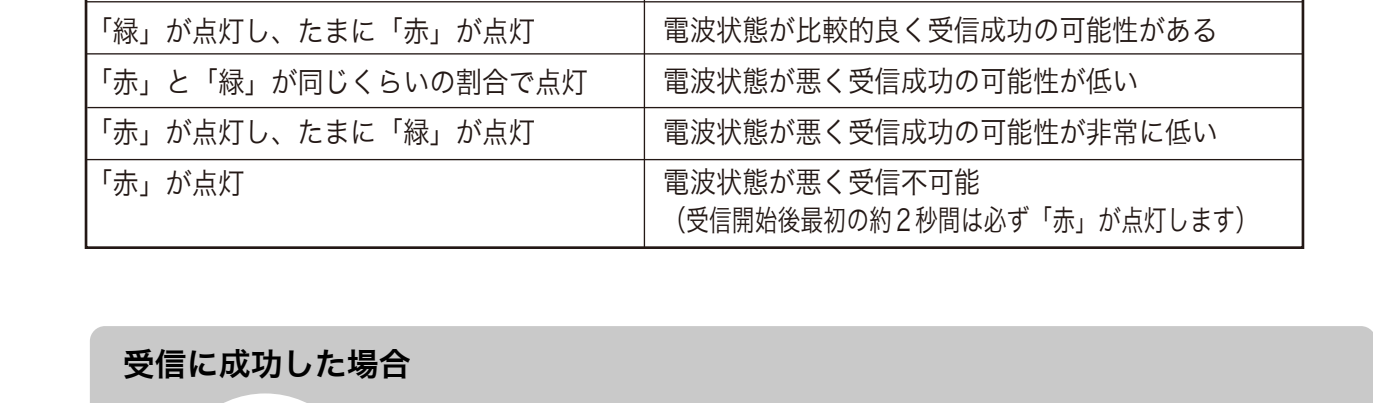 「緑」が点灯し、たまに「赤」が点灯
電波状態が比較的良く受信成功の可能性がある
「赤」と「緑」が同じくらいの割合で点灯
電波状態が悪く受信成功の可能性が低い
「赤」が点灯し、たまに「緑」が点灯
電波状態が悪く受信成功の可能性が非常に低い
「赤」が点灯
電波状態が悪く受信不可能
（受信開始後最初の約２秒間は必ず「赤」が点灯します）
受信に成功した場合